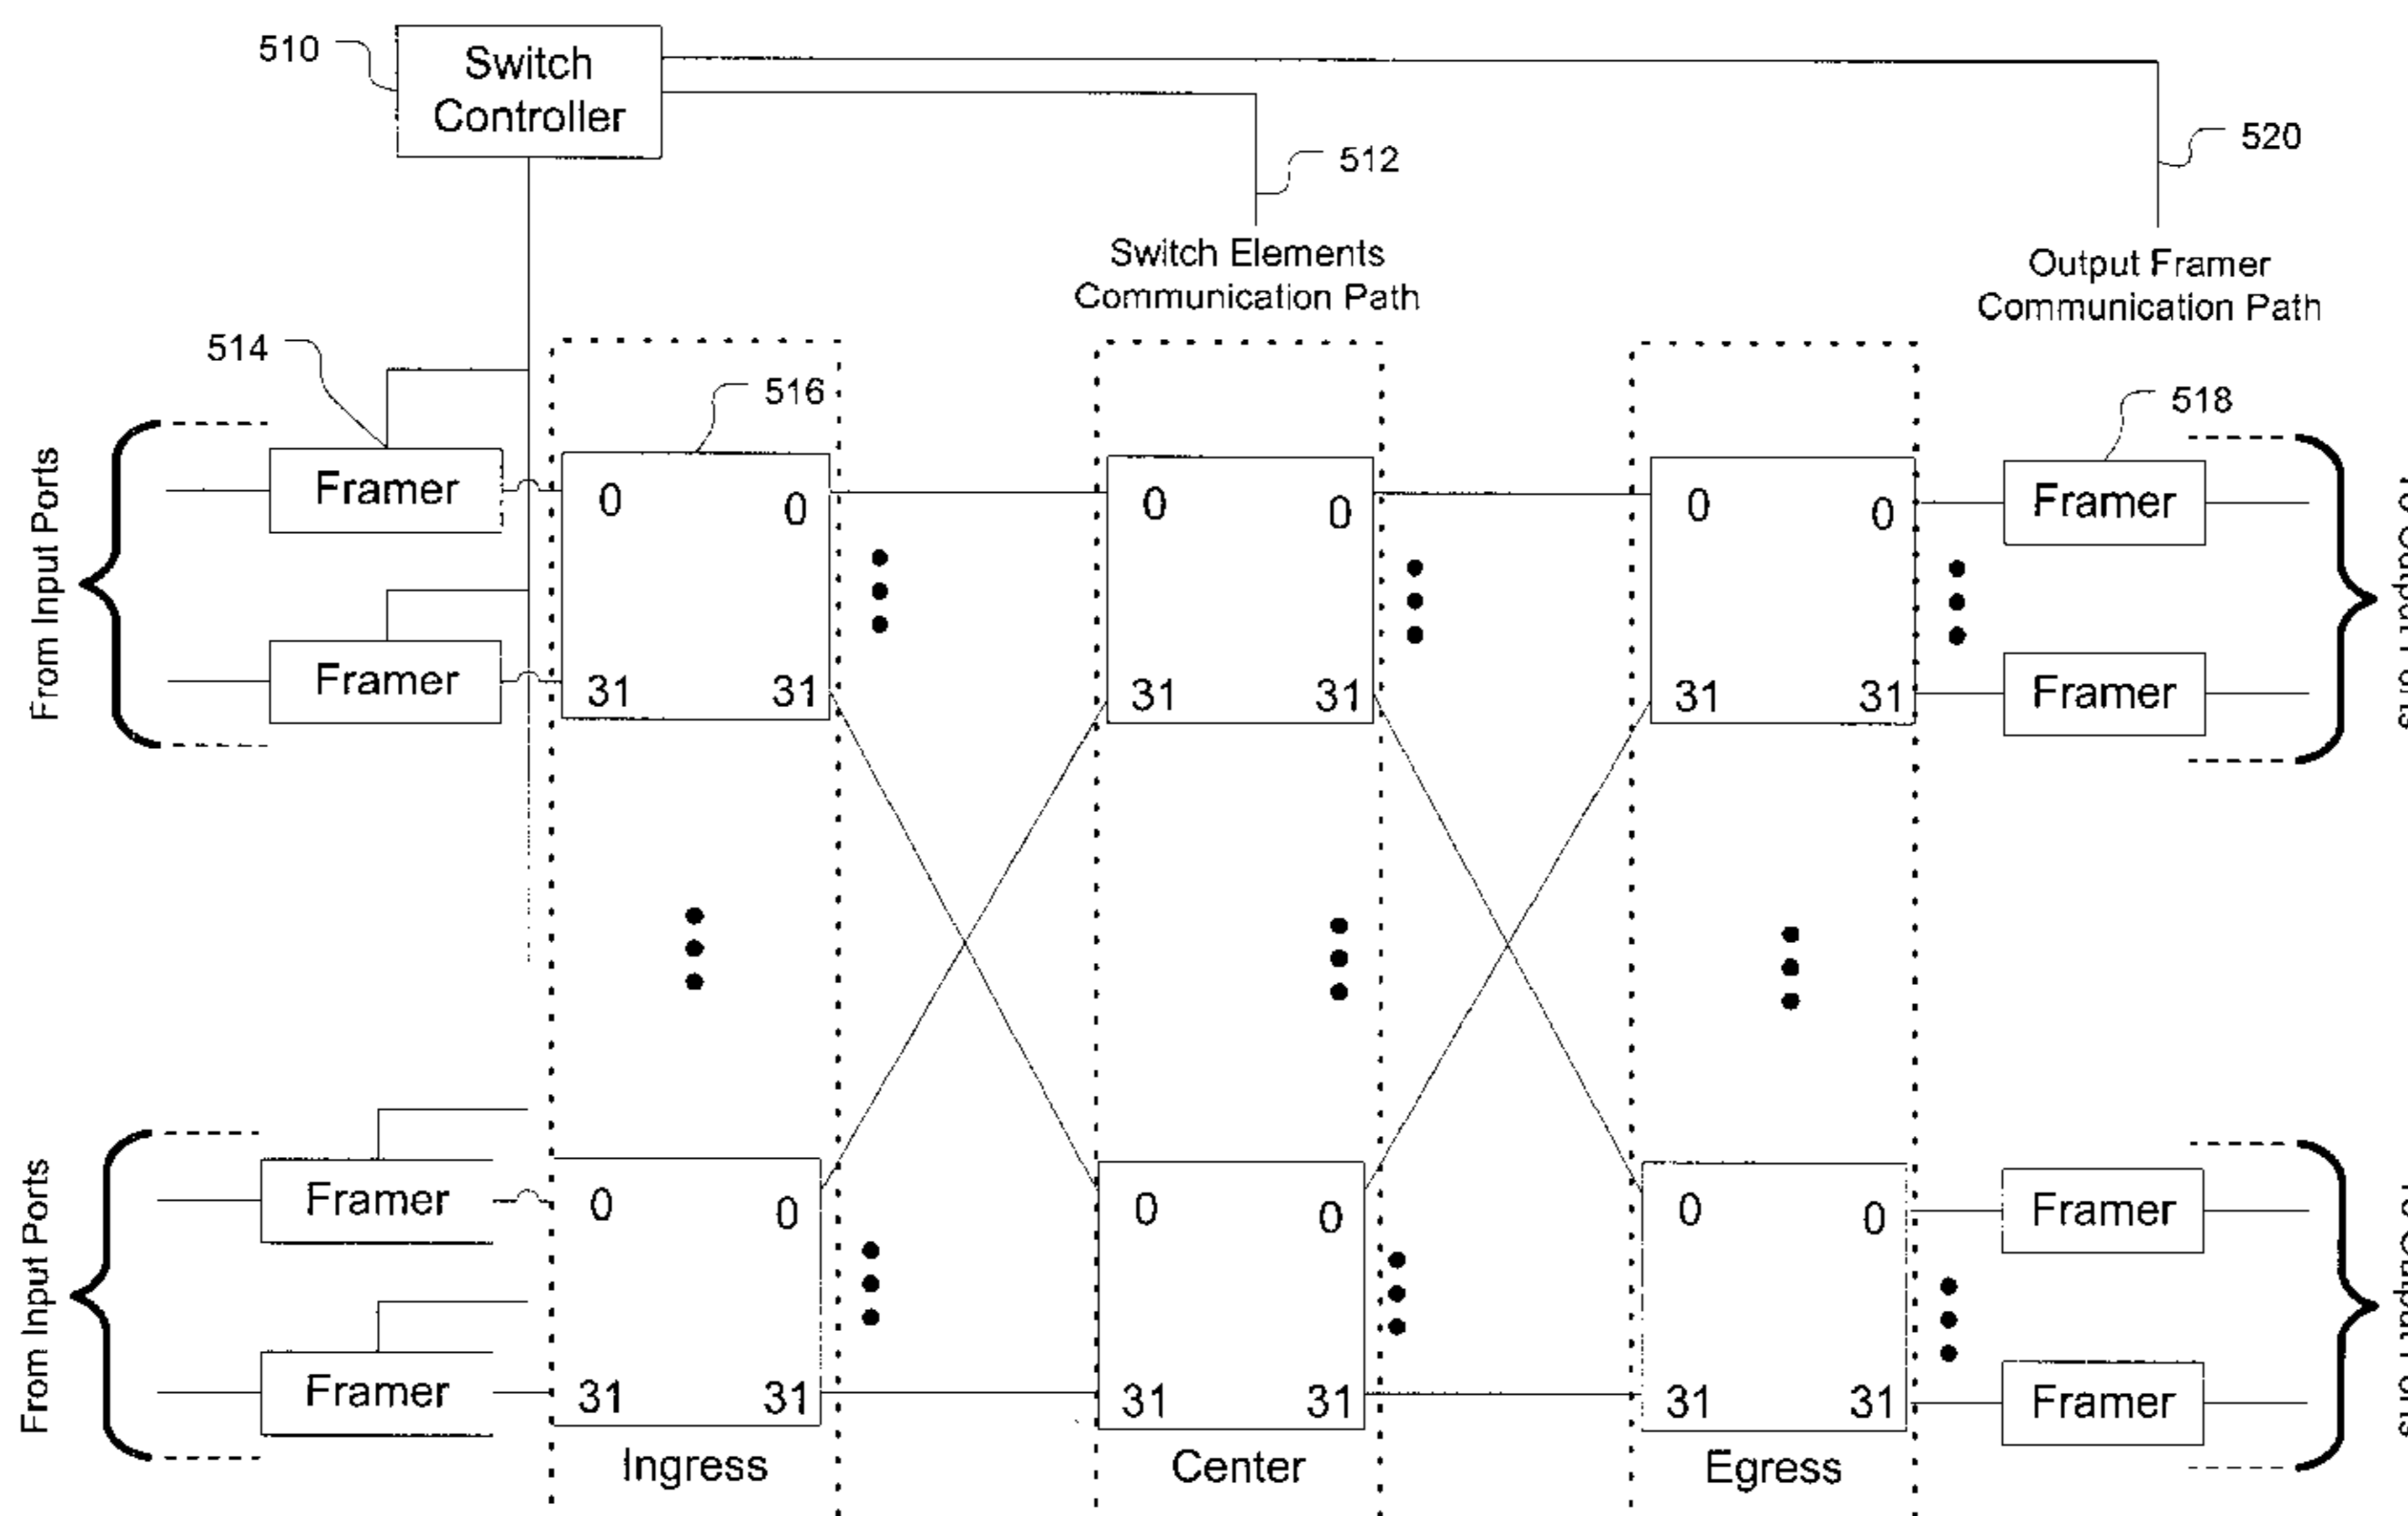 510
Switch
Controller
520
512
Switch Elements
Communication Path
Output Framer
Communication Path
514
516
518
From Input Ports
Framer
0
0
0
0
0
0
Framer
Framer
31
31
31
31
31
31
Framer
From Input Ports
Framer
0
0
0
0
0
0
Framer
Framer
31
31
31
31
31
31
Framer
Ingress
Center
Egress